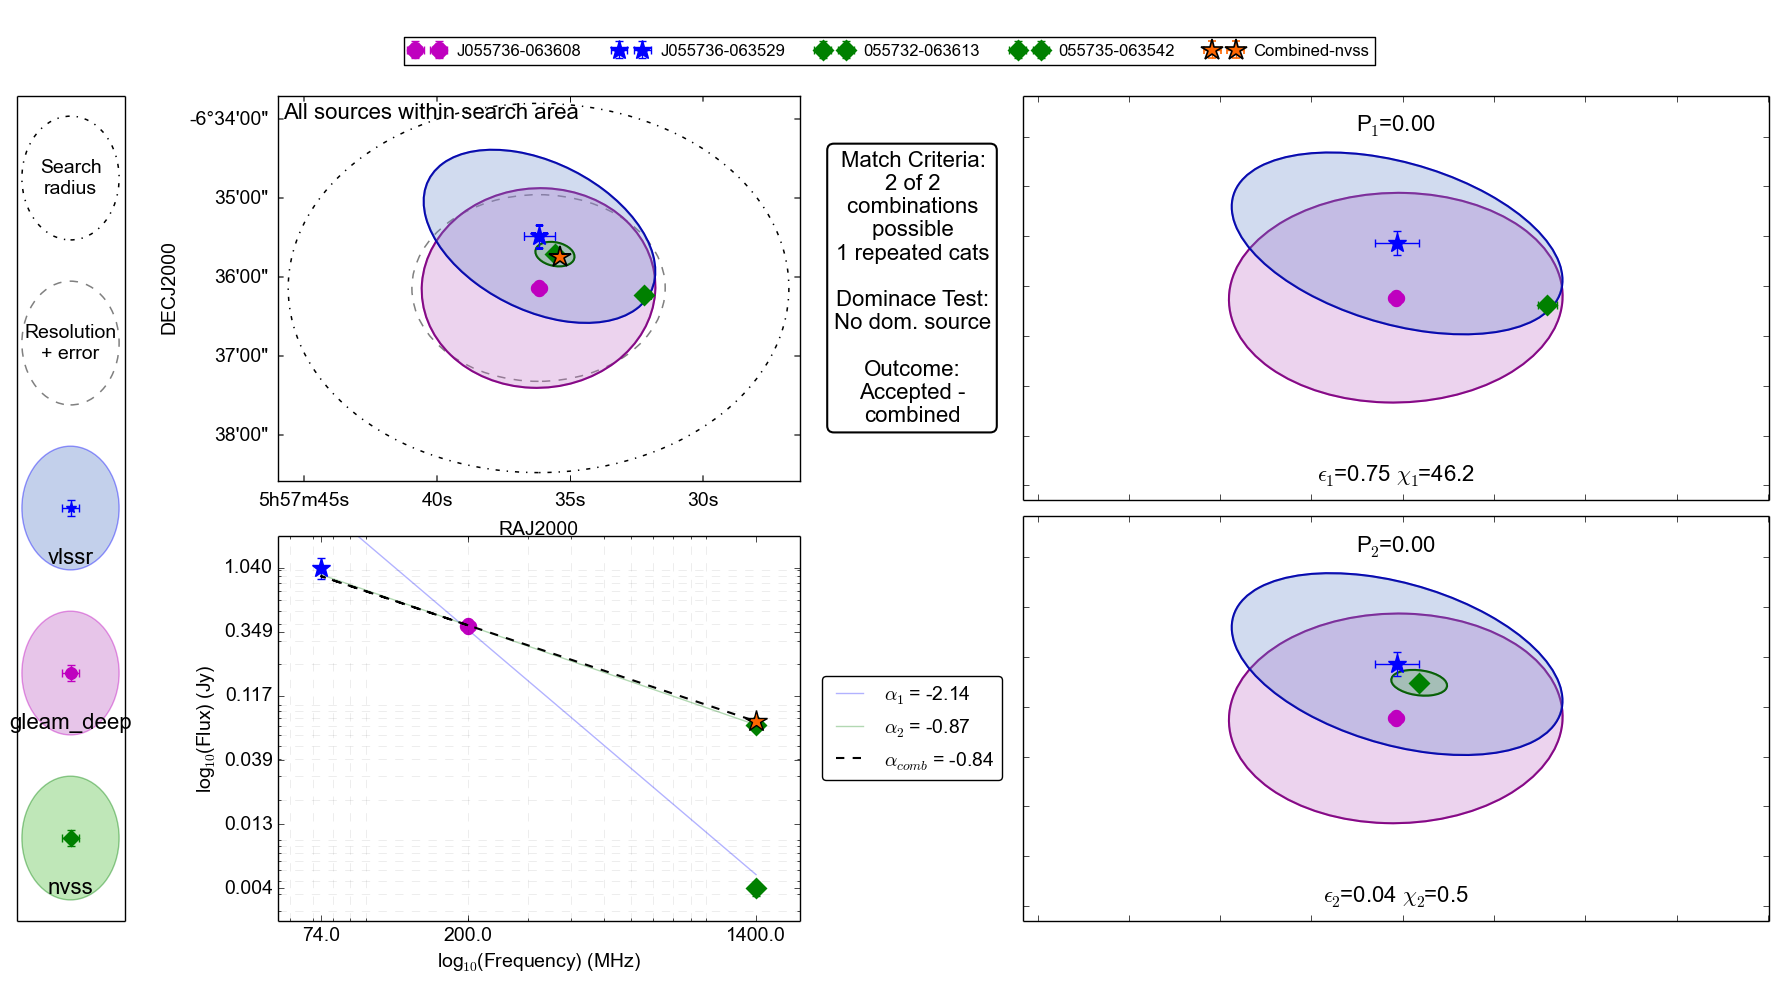 J055736-063608 J055736-063529 055732-063613 055735-063542 Combined-nvss
Search
radius
Resolution
+ error
vlssr
gleam_deep
nvss
All sources within search area
DECJ2000
-6°34'00"
35'00"
36'00"
37'00"
38'00"
5h57m45s 40s 35s 30s
RAJ2000
Match Criteria:
2 of 2
combinations
possible
1 repeated cats
Dominace Test:
No dom. source
Outcome:
Accepted -
combined
P1=0.00
ϵ1=0.75 χ1=46.2
log10(Flux) (Jy)
1.040
0.349
0.117
0.039
0.013
0.004
74.0 200.0 1400.0
log10(Frequency) (MHz)
α1 = -2.14
α2 = -0.87
αcomb = -0.84
P2=0.00
ϵ2=0.04 χ2=0.5